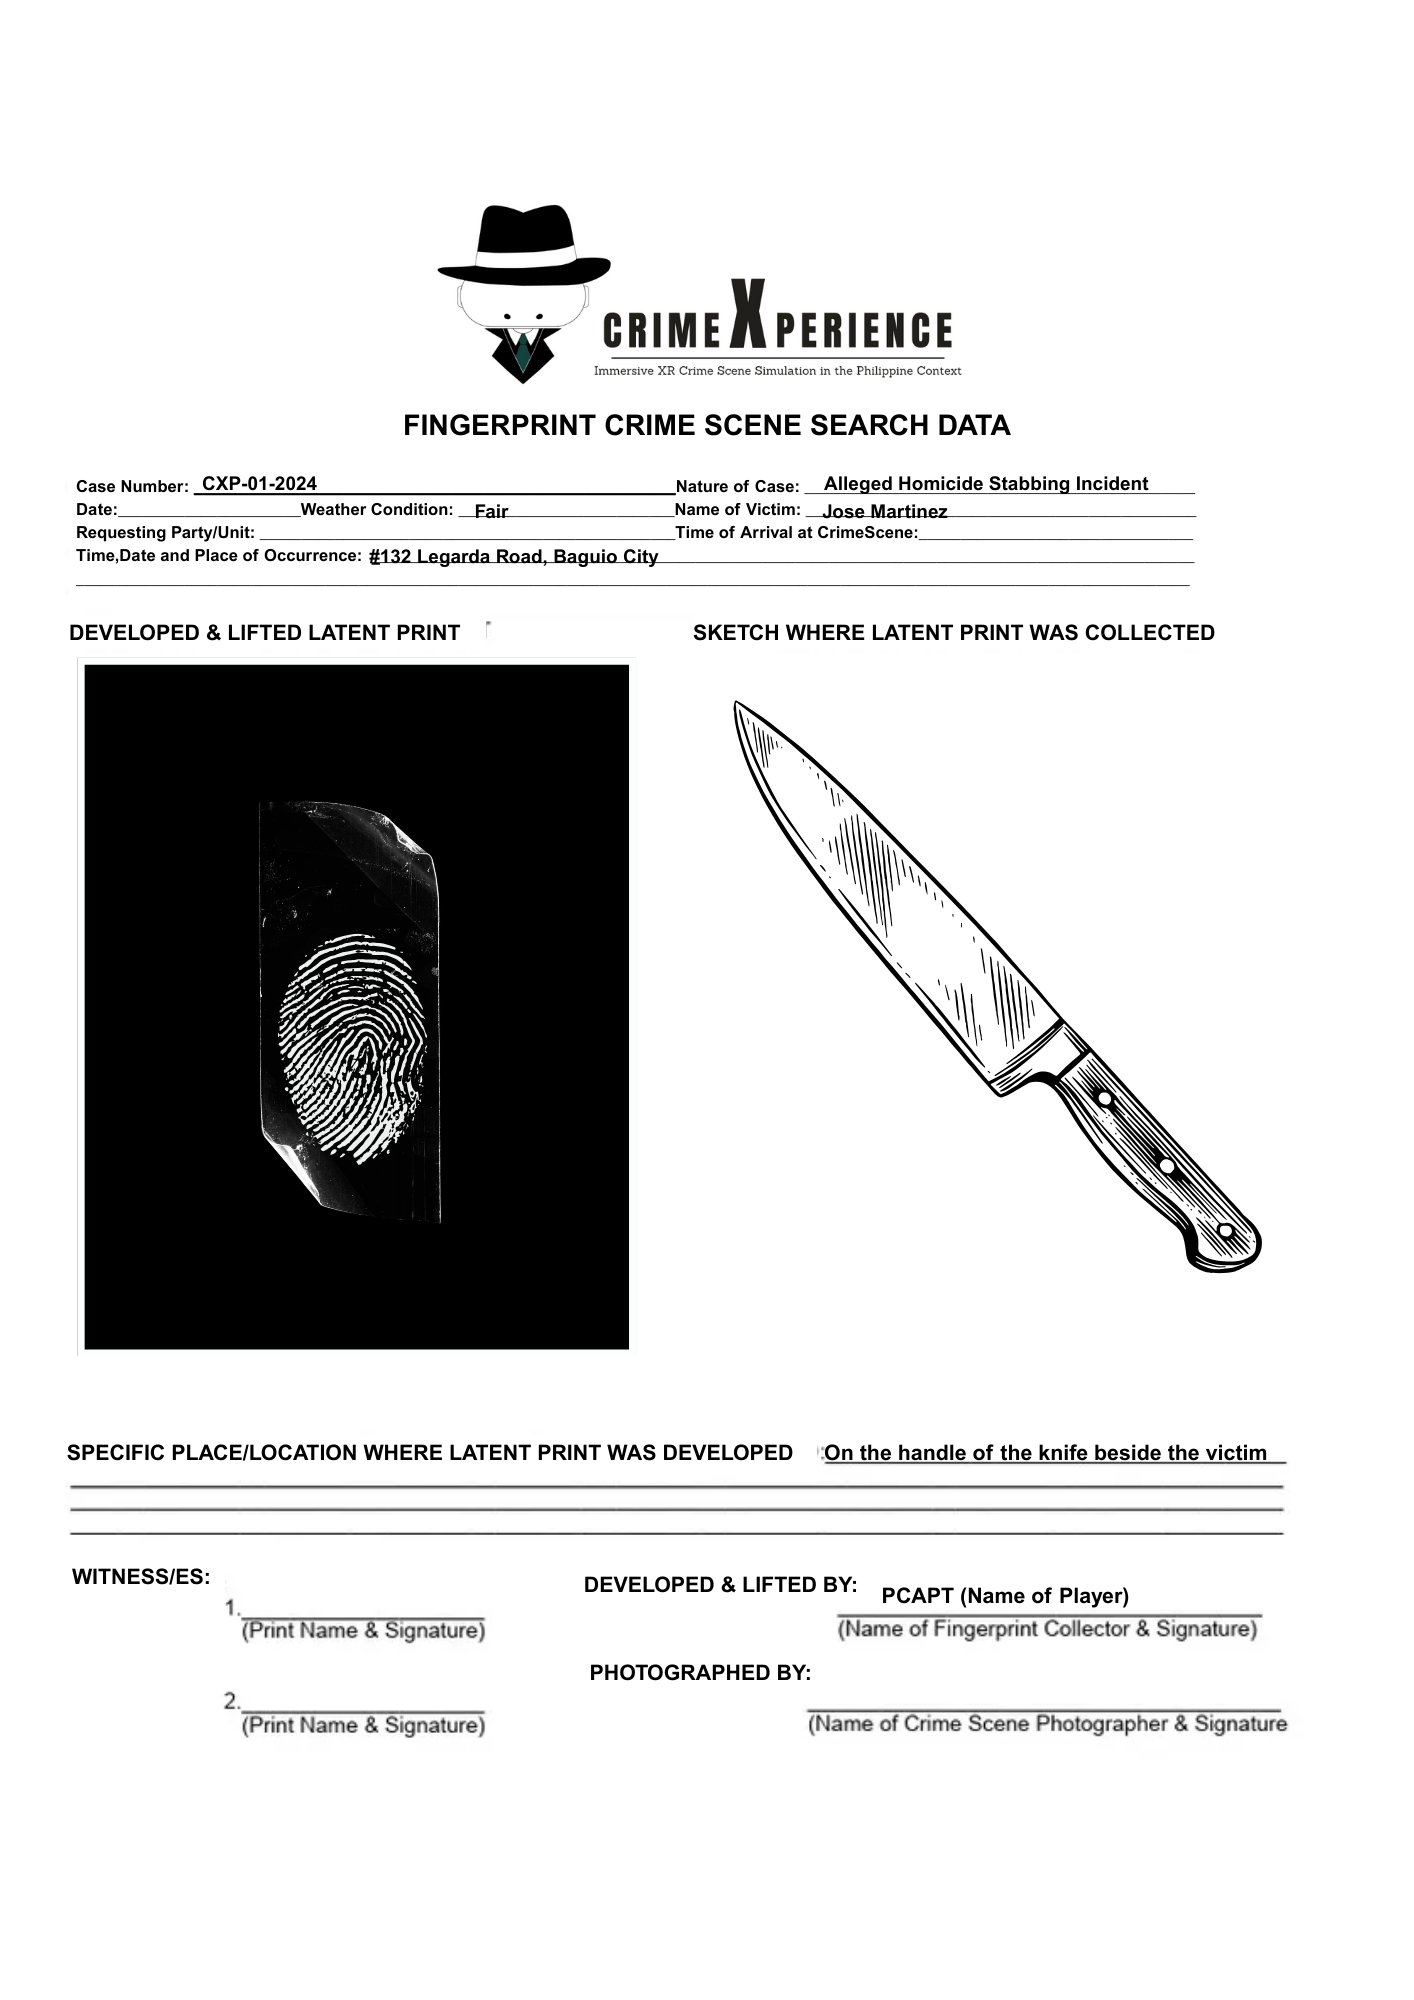 CRIMEXPERIENCE
Immersive XR Crime Scene Simulation in the Philippine Context
FINGERPRINT CRIME SCENE SEARCH DATA
Case Number: CXP-01-2024 Nature of Case: Alleged Homicide Stabbing Incident
Date: Weather Condition: Fair Name of Victim: Jose Martinez
Requesting Party/Unit: Time of Arrival at CrimeScene:
Time,Date and Place of Occurrence: #132 Legarda Road, Baguio City
DEVELOPED & LIFTED LATENT PRINT SKETCH WHERE LATENT PRINT WAS COLLECTED
SPECIFIC PLACE/LOCATION WHERE LATENT PRINT WAS DEVELOPED On the handle of the knife beside the victim
WITNESS/ES: DEVELOPED & LIFTED BY: PCAPT (Name of Player)
1.
(Print Name & Signature) (Name of Fingerprint Collector & Signature)
PHOTOGRAPHED BY:
2.
(Print Name & Signature) (Name of Crime Scene Photographer & Signature